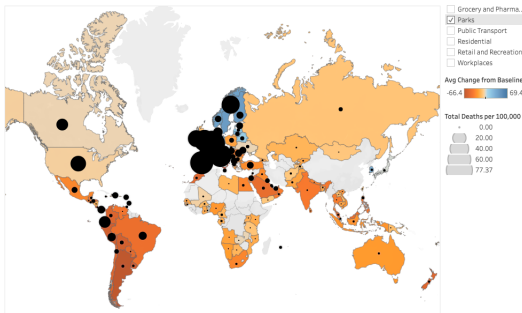 Grocery and Pharma..
Parks
Public Transport
Residential
Retail and Recreation
Workplaces
Avg Change from Baseline
-66.4
69.4
Total Deaths per 100,000
0.00
20.00
40.00
60.00
77.37